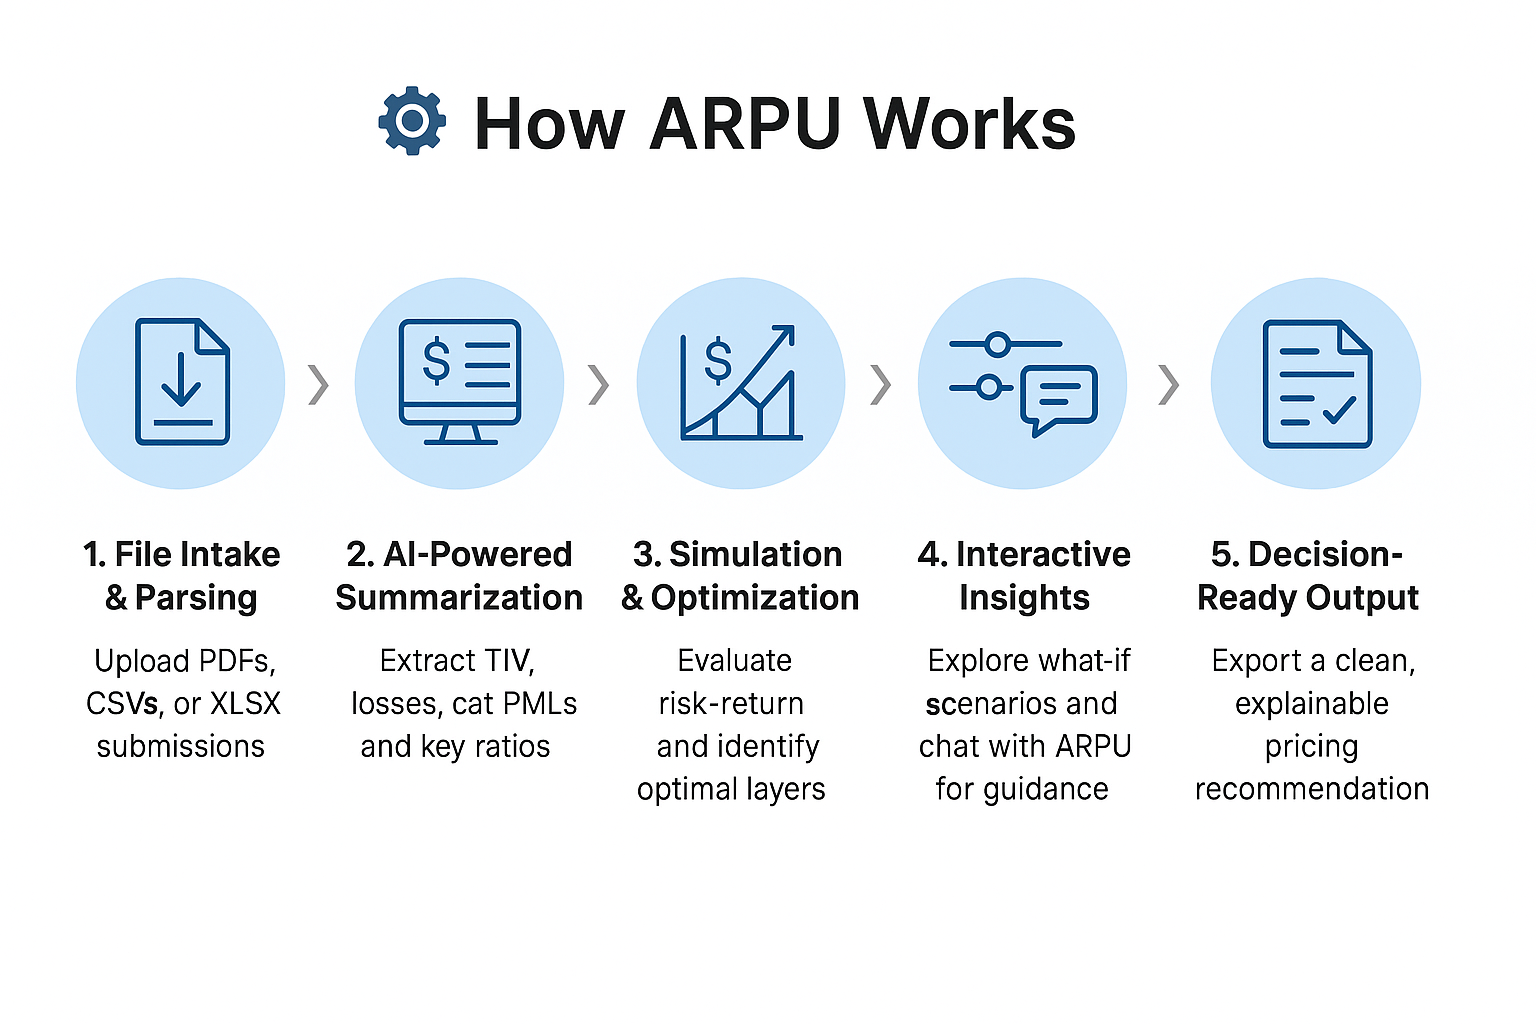 How ARPU Works
1. File Intake
& Parsing
Upload PDFs,
CSVs, or XLSX
submissions
2. AI-Powered
Summarization
Extract TIV,
losses, cat PMLs
and key ratios
3. Simulation
& Optimization
Evaluate
risk-return
and identify
optimal layers
4. Interactive
Insights
Explore what-if
scenarios and
chat with ARPU
for guidance
5. Decision-
Ready Output
Export a clean,
explainable
pricing
recommendation